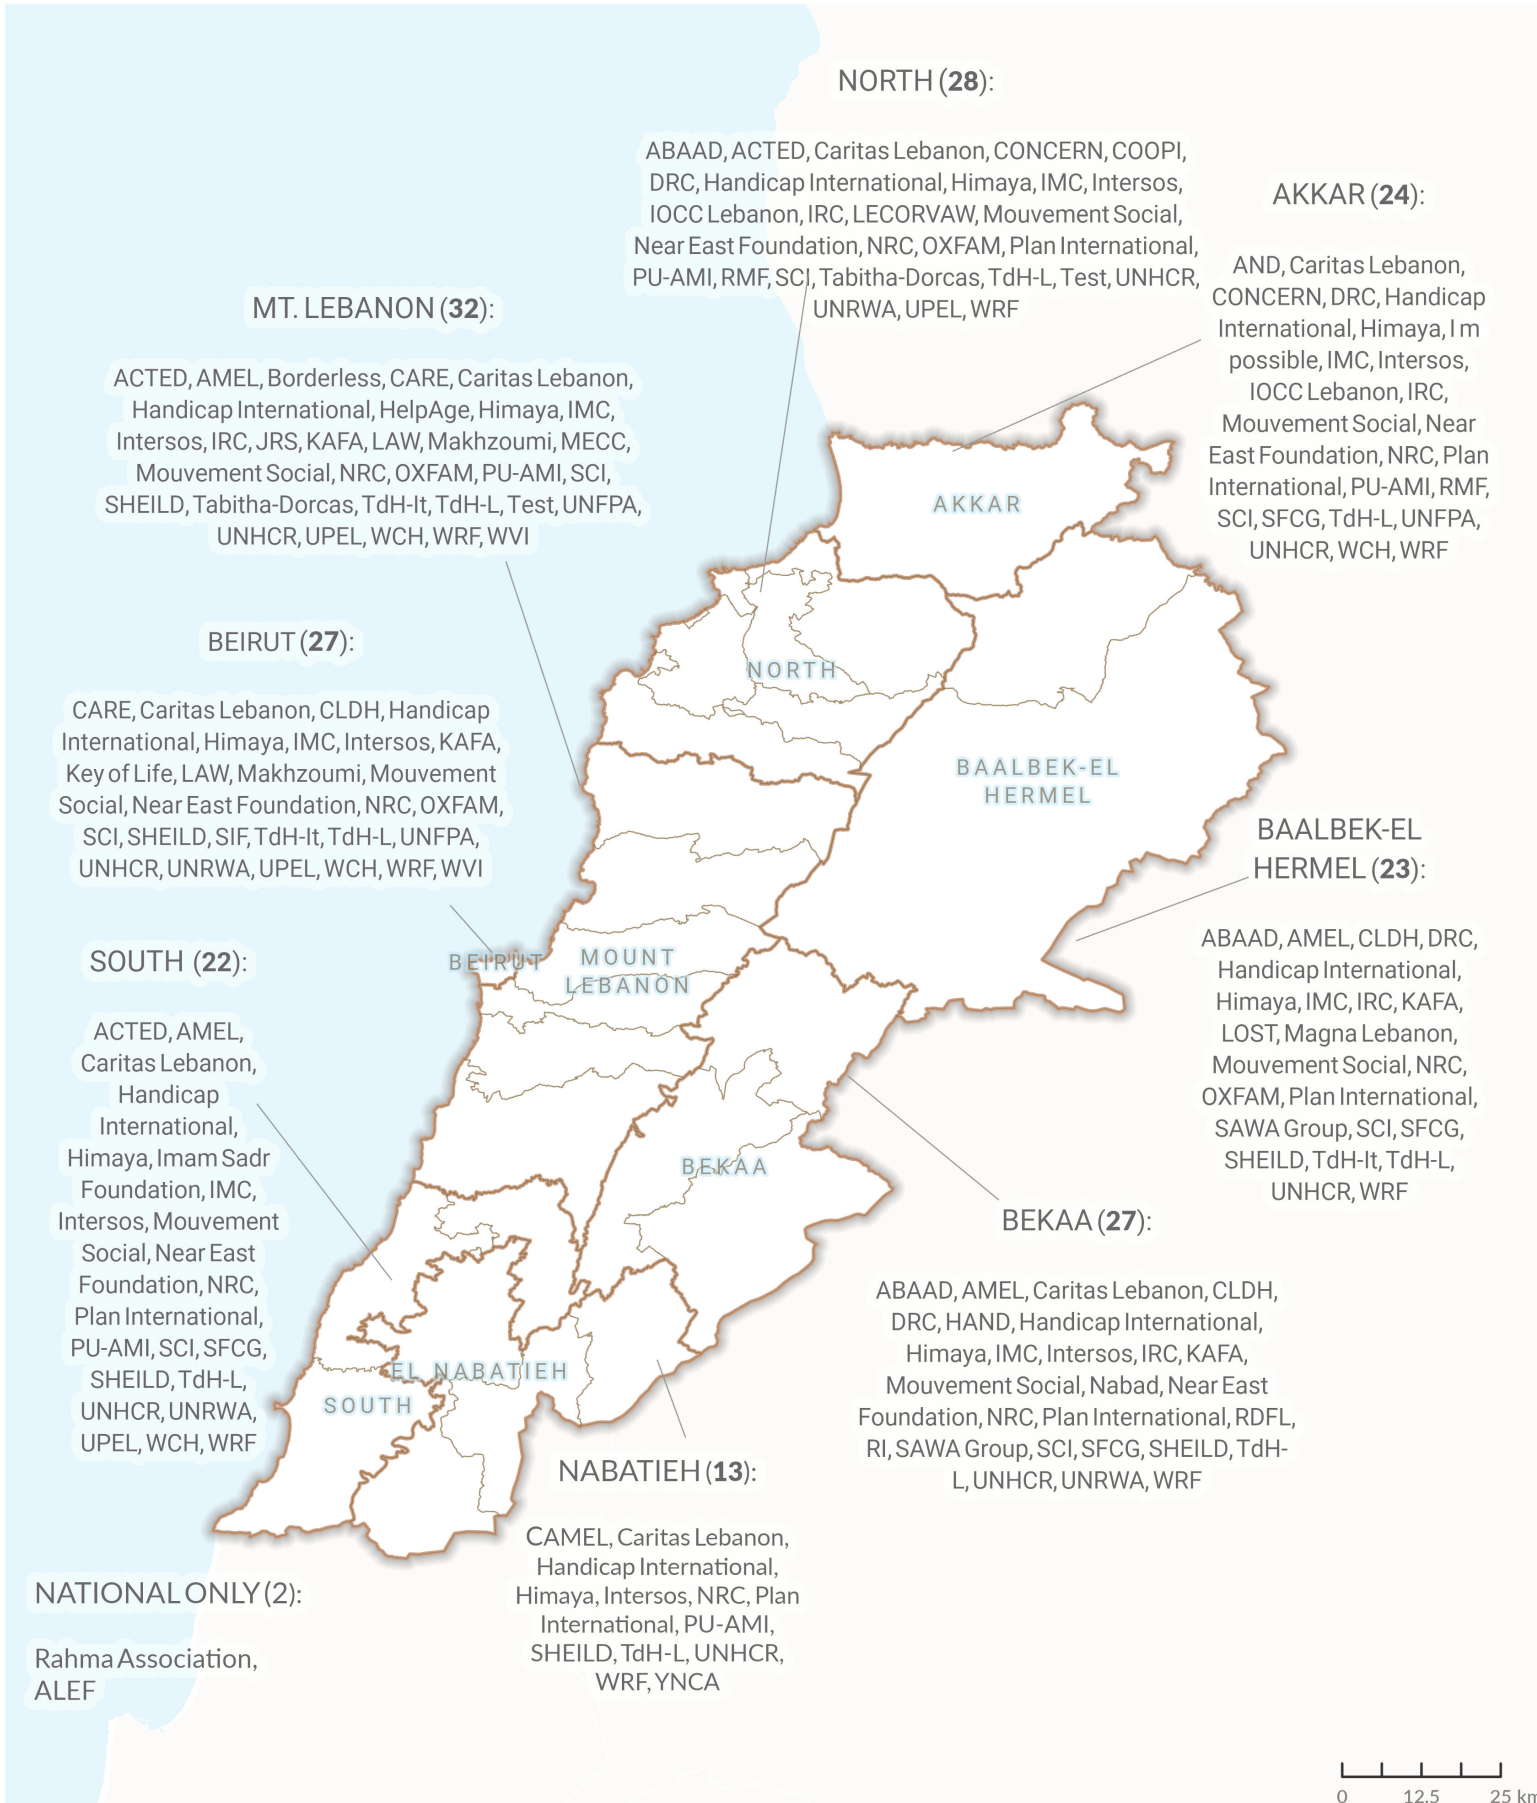 NORTH (28):
ABAAD, ACTED, Caritas Lebanon, CONCERN, COOPI,
DRC, Handicap International, Himaya, IMC, Intersos,
IOCC Lebanon, IRC, LECORVAW, Mouvement Social,
Near East Foundation, NRC, OXFAM, Plan International,
PU-AMI, RMF, SCI, Tabitha-Dorcas, TdH-L, Test, UNHCR,
UNRWA, UPEL, WRF
AKKAR (24):
AND, Caritas Lebanon,
CONCERN, DRC, Handicap
International, Himaya, I m
possible, IMC, Intersos,
IOCC Lebanon, IRC,
Mouvement Social, Near
East Foundation, NRC, Plan
International, PU-AMI, RMF,
SCI, SFCG, TdH-L, UNFPA,
UNHCR, WCH, WRF
MT. LEBANON (32):
ACTED, AMEL, Borderless, CARE, Caritas Lebanon,
Handicap International, HelpAge, Himaya, IMC,
Intersos, IRC, JRS, KAFA, LAW, Makhzoumi, MECC,
Mouvement Social, NRC, OXFAM, PU-AMI, SCI,
SHEILD, Tabitha-Dorcas, TdH-It, TdH-L, Test, UNFPA,
UNHCR, UPEL, WCH, WRF, WVI
BEIRUT (27):
CARE, Caritas Lebanon, CLDH, Handicap
International, Himaya, IMC, Intersos, KAFA,
Key of Life, LAW, Makhzoumi, Mouvement
Social, Near East Foundation, NRC, OXFAM,
SCI, SHEILD, SIF, TdH-It, TdH-L, UNFPA,
UNHCR, UNRWA, UPEL, WCH, WRF, WVI
AKKAR
NORTH
BAALBEK-EL
HERMEL
BEIRUT
MOUNT
LEBANON
BEKAA
EL NABATIEH
SOUTH
BAALBEK-EL
HERMEL (23):
ABAAD, AMEL, CLDH, DRC,
Handicap International,
Himaya, IMC, IRC, KAFA,
LOST, Magna Lebanon,
Mouvement Social, NRC,
OXFAM, Plan International,
SAWA Group, SCI, SFCG,
SHEILD, TdH-It, TdH-L,
UNHCR, WRF
SOUTH (22):
ACTED, AMEL,
Caritas Lebanon,
Handicap
International,
Himaya, Imam Sadr
Foundation, IMC,
Intersos, Mouvement
Social, Near East
Foundation, NRC,
Plan International,
PU-AMI, SCI, SFCG,
SHEILD, TdH-L,
UNHCR, UNRWA,
UPEL, WCH, WRF
BEKAA (27):
ABAAD, AMEL, Caritas Lebanon, CLDH,
DRC, HAND, Handicap International,
Himaya, IMC, Intersos, IRC, KAFA,
Mouvement Social, Nabad, Near East
Foundation, NRC, Plan International, RDFL,
RI, SAWA Group, SCI, SFCG, SHEILD, TdH-
L, UNHCR, UNRWA, WRF
NABATIEH (13):
CAMEL, Caritas Lebanon,
Handicap International,
Himaya, Intersos, NRC, Plan
International, PU-AMI,
SHEILD, TdH-L, UNHCR,
WRF, YNCA
NATIONAL ONLY (2):
Rahma Association,
ALEF
0 12.5 25 km